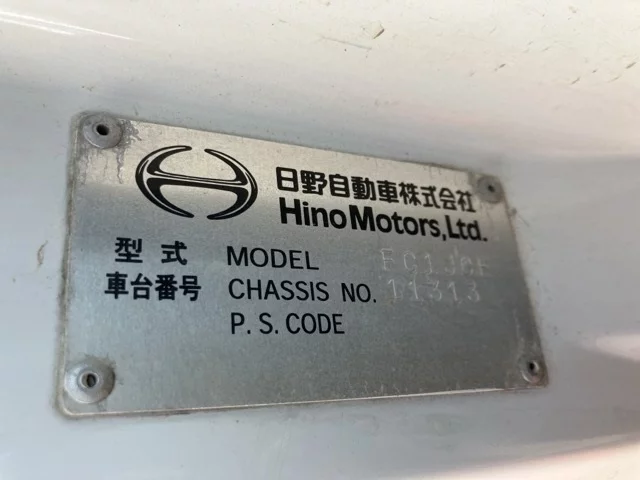 日野自動車株式会社
Hino Motors, Ltd.
型式 MODEL
車台番号 CHASSIS NO. 11313
P.S.CODE